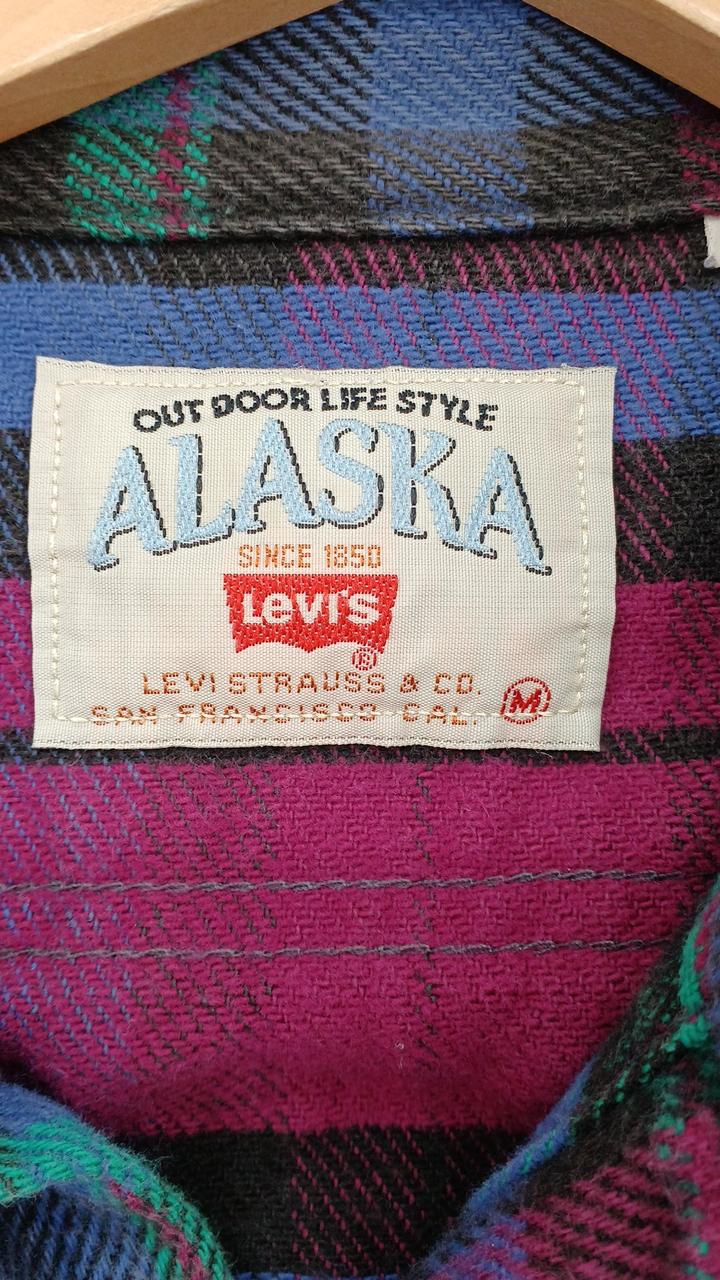 OUT DOOR LIFE STYLE
ALASKA
SINCE 1850
Levi's
®
LEVI STRAUSS & CO.
SAN FRANCISCO CAL.
M